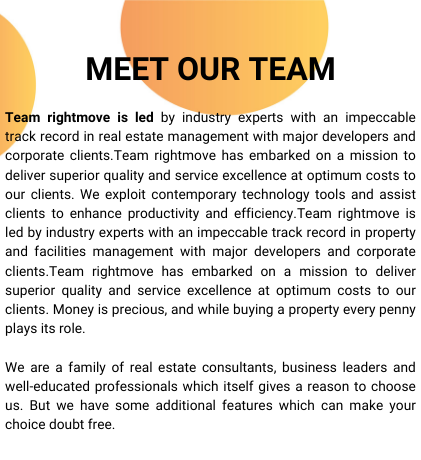 MEET OUR TEAM
Team rightmove is led by industry experts with an impeccable
track record in real estate management with major developers and
corporate clients.Team rightmove has embarked on a mission to
deliver superior quality and service excellence at optimum costs to
our clients. We exploit contemporary technology tools and assist
clients to enhance productivity and efficiency.Team rightmove is
led by industry experts with an impeccable track record in property
and facilities management with major developers and corporate
clients.Team rightmove has embarked on a mission to deliver
superior quality and service excellence at optimum costs to our
clients. Money is precious, and while buying a property every penny
plays its role.
We are a family of real estate consultants, business leaders and
well-educated professionals which itself gives a reason to choose
us. But we have some additional features which can make your
choice doubt free.